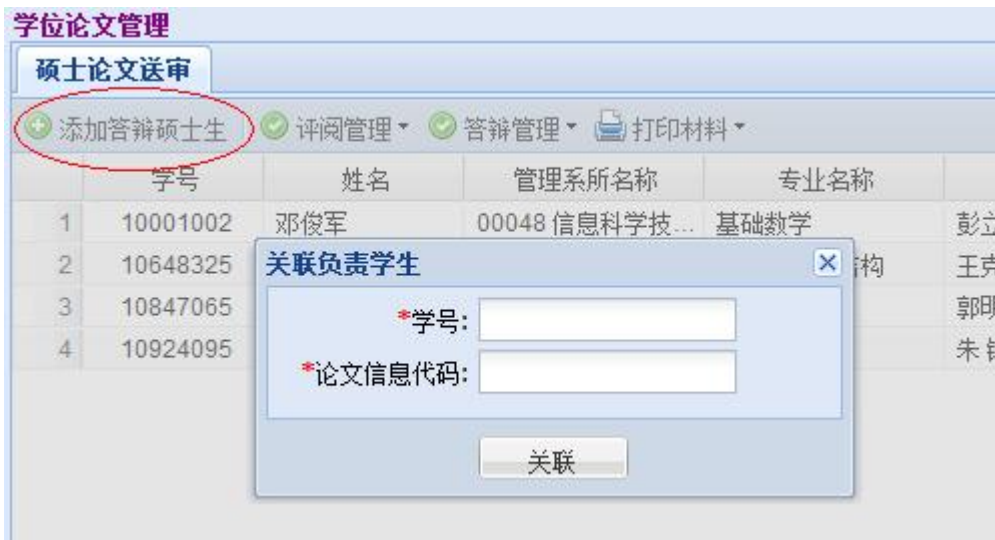 学位论文管理
硕士论文送审
添加答辩硕士生 评阅管理 答辩管理 打印材料
学号 姓名 管理系所名称 专业名称
1 10001002 邓俊军 00048 信息科学技... 基础数学 彭立
2 10648325 构 王克
3 10847065 郭明
4 10924095 朱
关联负责学生
*学号:
*论文信息代码:
关联